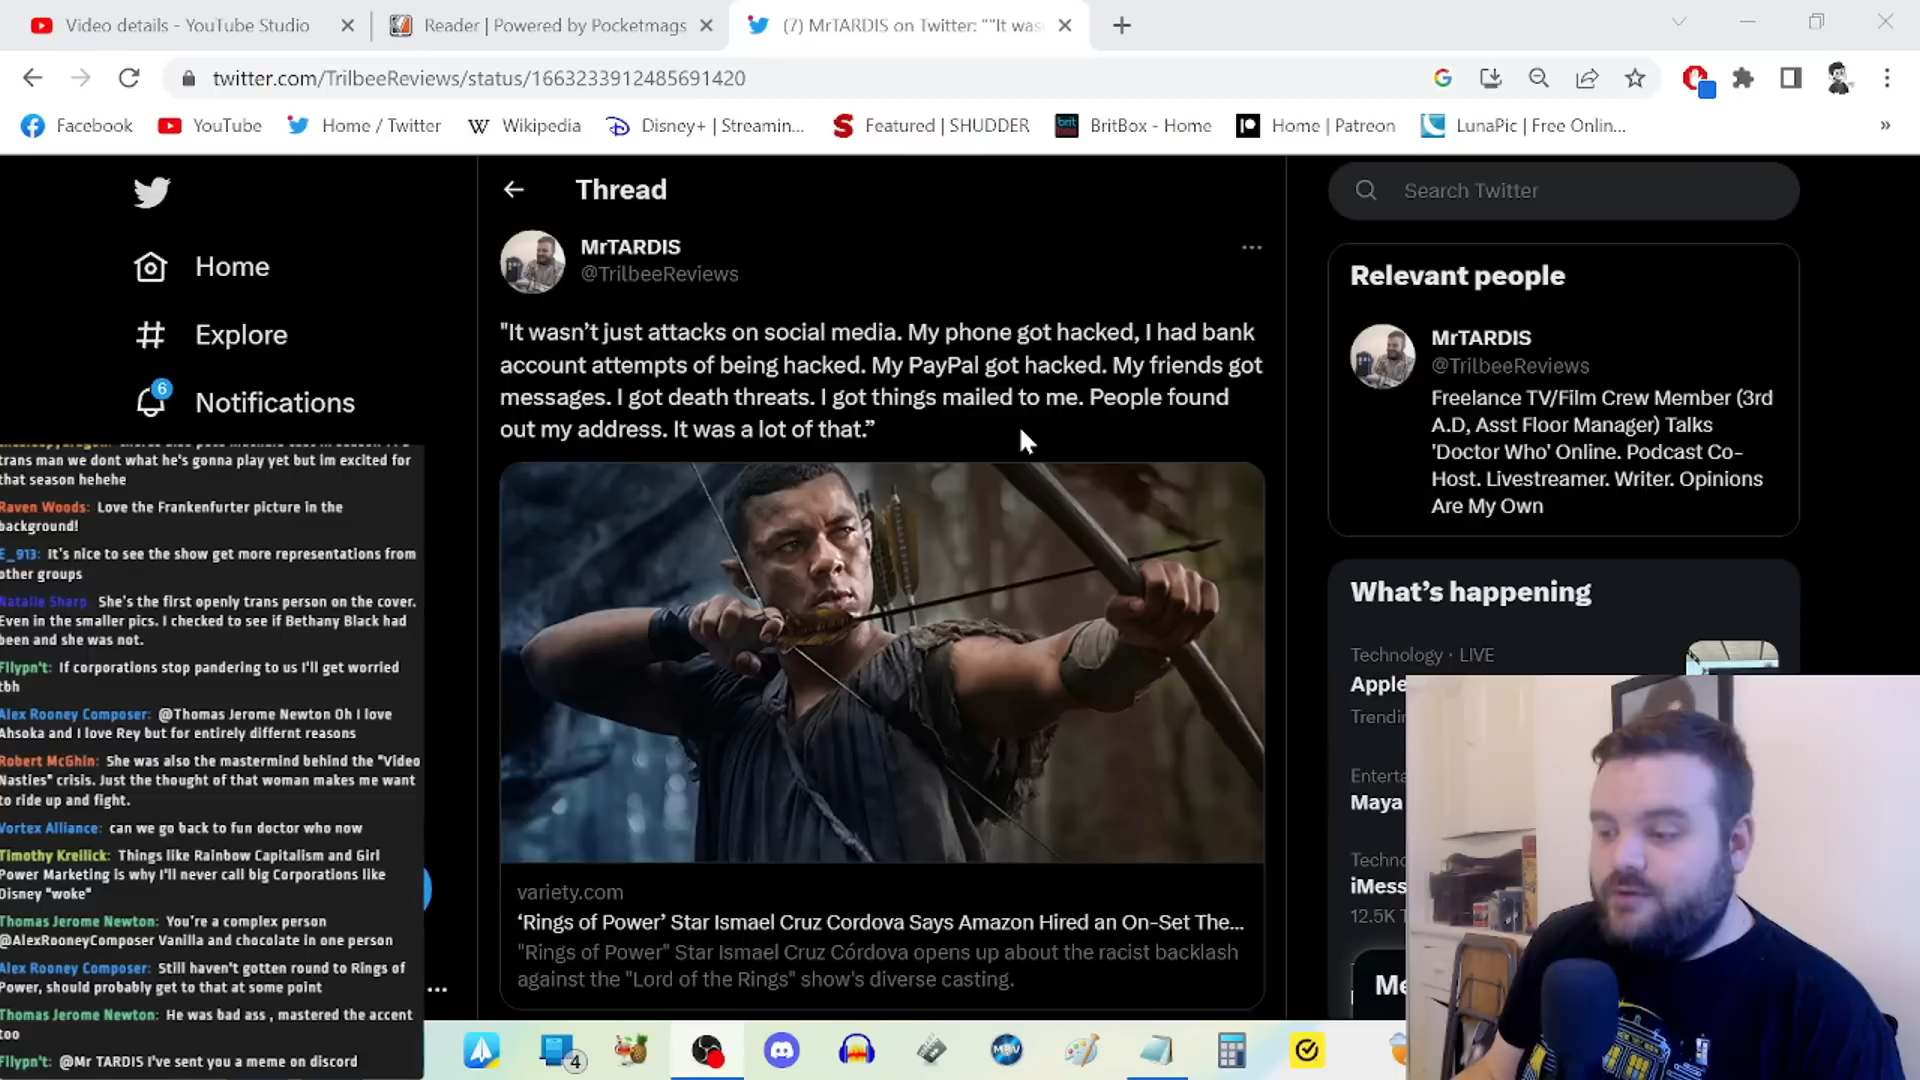 Video details - YouTube Studio
Reader | Powered by Pocketmags
(7) MrTARDIS on Twitter: ""It was
twitter.com/TrilbeeReviews/status/1663233912485691420
Facebook
YouTube
Home / Twitter
Wikipedia
Disney+ | Streamin...
Featured | SHUDDER
BritBox - Home
Home | Patreon
LunaPic | Free Onlin...
Home
Explore
6
Notifications
Thread
MrTARDIS
@TrilbeeReviews
"It wasn't just attacks on social media. My phone got hacked, I had bank
account attempts of being hacked. My PayPal got hacked. My friends got
messages. I got death threats. I got things mailed to me. People found
out my address. It was a lot of that."
variety.com
'Rings of Power' Star Ismael Cruz Cordova Says Amazon Hired an On-Set The...
"Rings of Power" Star Ismael Cruz Córdova opens up about the racist backlash
against the "Lord of the Rings" show's diverse casting.
Search Twitter
Relevant people
MrTARDIS
@TrilbeeReviews
Freelance TV/Film Crew Member (3rd
A.D, Asst Floor Manager) Talks
'Doctor Who' Online. Podcast Co-
Host. Livestreamer. Writer. Opinions
Are My Own
What's happening
Technology · LIVE
Apple
Trendi
Enterta
Maya
Techno
iMess
12.5K T
Me
trans man we dont what he's gonna play yet but im excited for
that season hehehe
Raven Woods: Love the Frankenfurter picture in the
background!
E_913: It's nice to see the show get more representations from
other groups
Natalie Sharp She's the first openly trans person on the cover.
Even in the smaller pics. I checked to see if Bethany Black had
been and she was not.
Fllypn't: If corporations stop pandering to us I'll get worried
tbh
Alex Rooney Composer: @Thomas Jerome Newton Oh I love
Ahsoka and I love Rey but for entirely differnt reasons
Robert McGhin: She was also the mastermind behind the "Video
Nasties" crisis. Just the thought of that woman makes me want
to ride up and fight.
Vortex Alliance: can we go back to fun doctor who now
Timothy Kreilick: Things like Rainbow Capitalism and Girl
Power Marketing is why I'll never call big Corporations like
Disney "woke"
Thomas Jerome Newton: You're a complex person
@AlexRooneyComposer Vanilla and chocolate in one person
Alex Rooney Composer: Still haven't gotten round to Rings of
Power, should probably get to that at some point
Thomas Jerome Newton: He was bad ass , mastered the accent
too
Fllypn't: @Mr TARDIS I've sent you a meme on discord
4